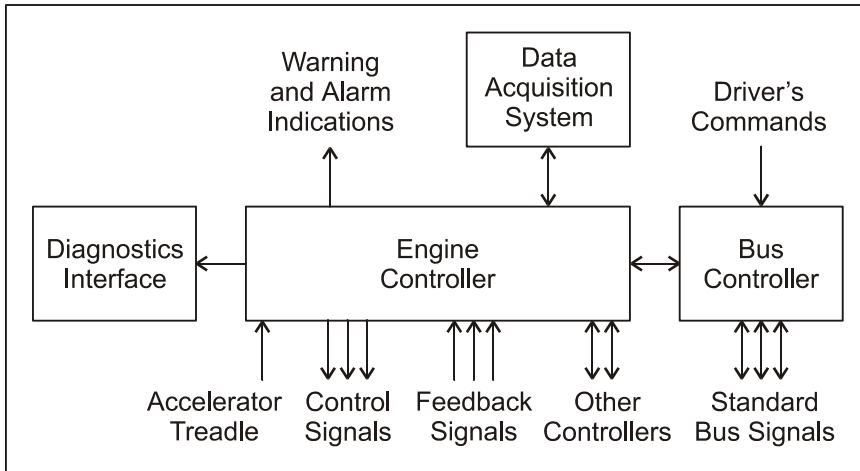 Warning
and Alarm
Indications
Data
Acquisition
System
Driver's
Commands
Diagnostics
Interface
Engine
Controller
Bus
Controller
Accelerator
Treadle
Control
Signals
Feedback
Signals
Other
Controllers
Standard
Bus Signals